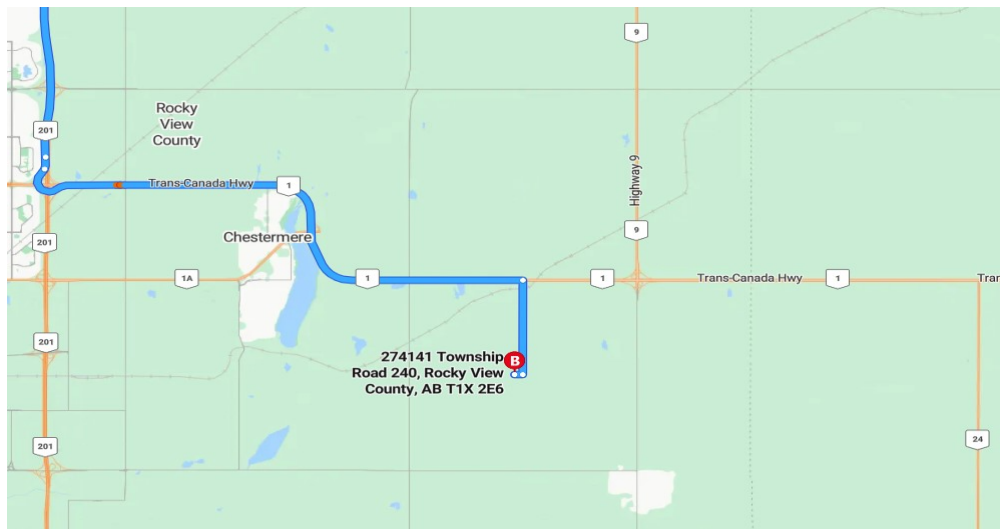 9
201
Rocky
View
County
Trans-Canada Hwy
1
Highway 9
Chestermere
9
201
1A
1
1
Trans-Canada Hwy
1
Tran
201
274141 Township
Road 240, Rocky View
County, AB T1X 2E6
B
201
24